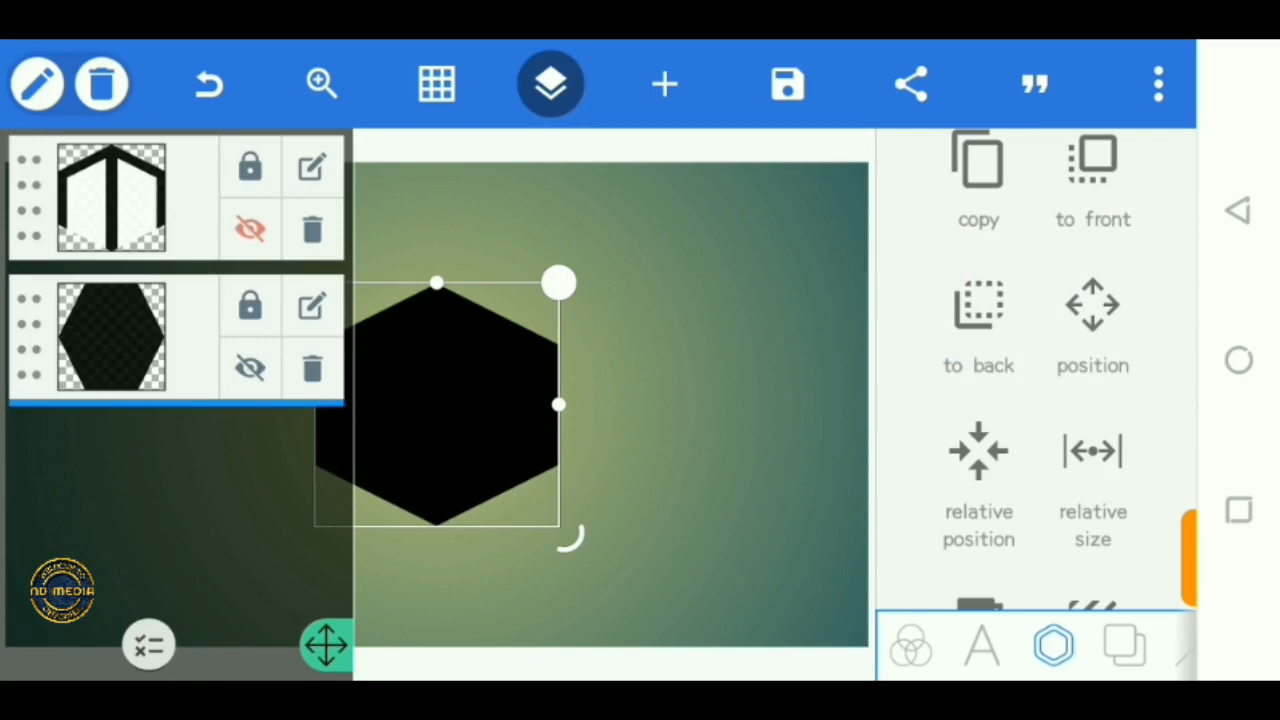 copy
to front
to back
position
relative position
relative size
ND MEDIA